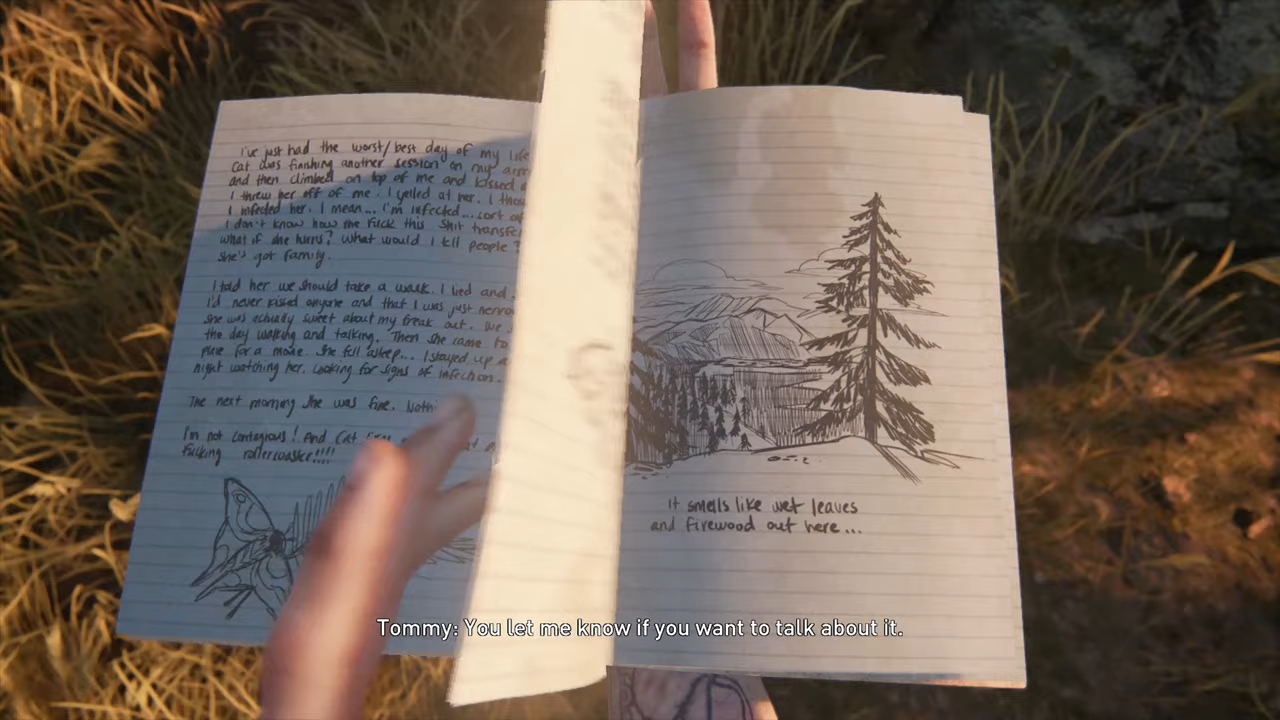 I've just had the worst/best day of my life
Cat was finishing another session on my arm
and then climbed on top of me and kissed
I threw her off of me. I yelled at her. I thou
I infected her. I mean... I'm infected... sort of
I don't know how the fuck this shit transfe
what if she turns? What would I tell people?
She's got family.
I told her we should take a walk. I lied and
I'd never kissed anyone and that I was just nervo
she was actually sweet about my freak out. We
the day walking and talking. Then she came to
place for a movie. She fell asleep... I stayed up a
night watching her. Looking for signs of infection.
The next morning she was fine. Nothi
I'm not contagious! And Cat
fucking rollercoaster!!!!
It smells like wet leaves
and firewood out here...
Tommy: You let me know if you want to talk about it.